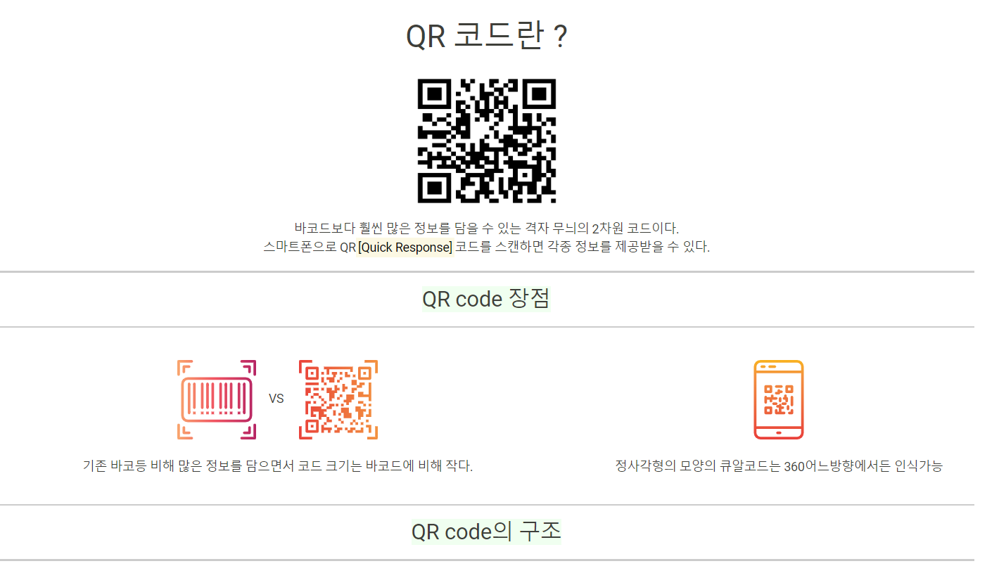 QR 코드란 ?
바코드보다 훨씬 많은 정보를 담을 수 있는 격자 무늬의 2차원 코드이다.
스마트폰으로 QR [Quick Response] 코드를 스캔하면 각종 정보를 제공받을 수 있다.
QR code 장점
VS
기존 바코등 비해 많은 정보를 담으면서 코드 크기는 바코드에 비해 작다.
정사각형의 모양의 큐알코드는 360어느방향에서든 인식가능
QR code의 구조